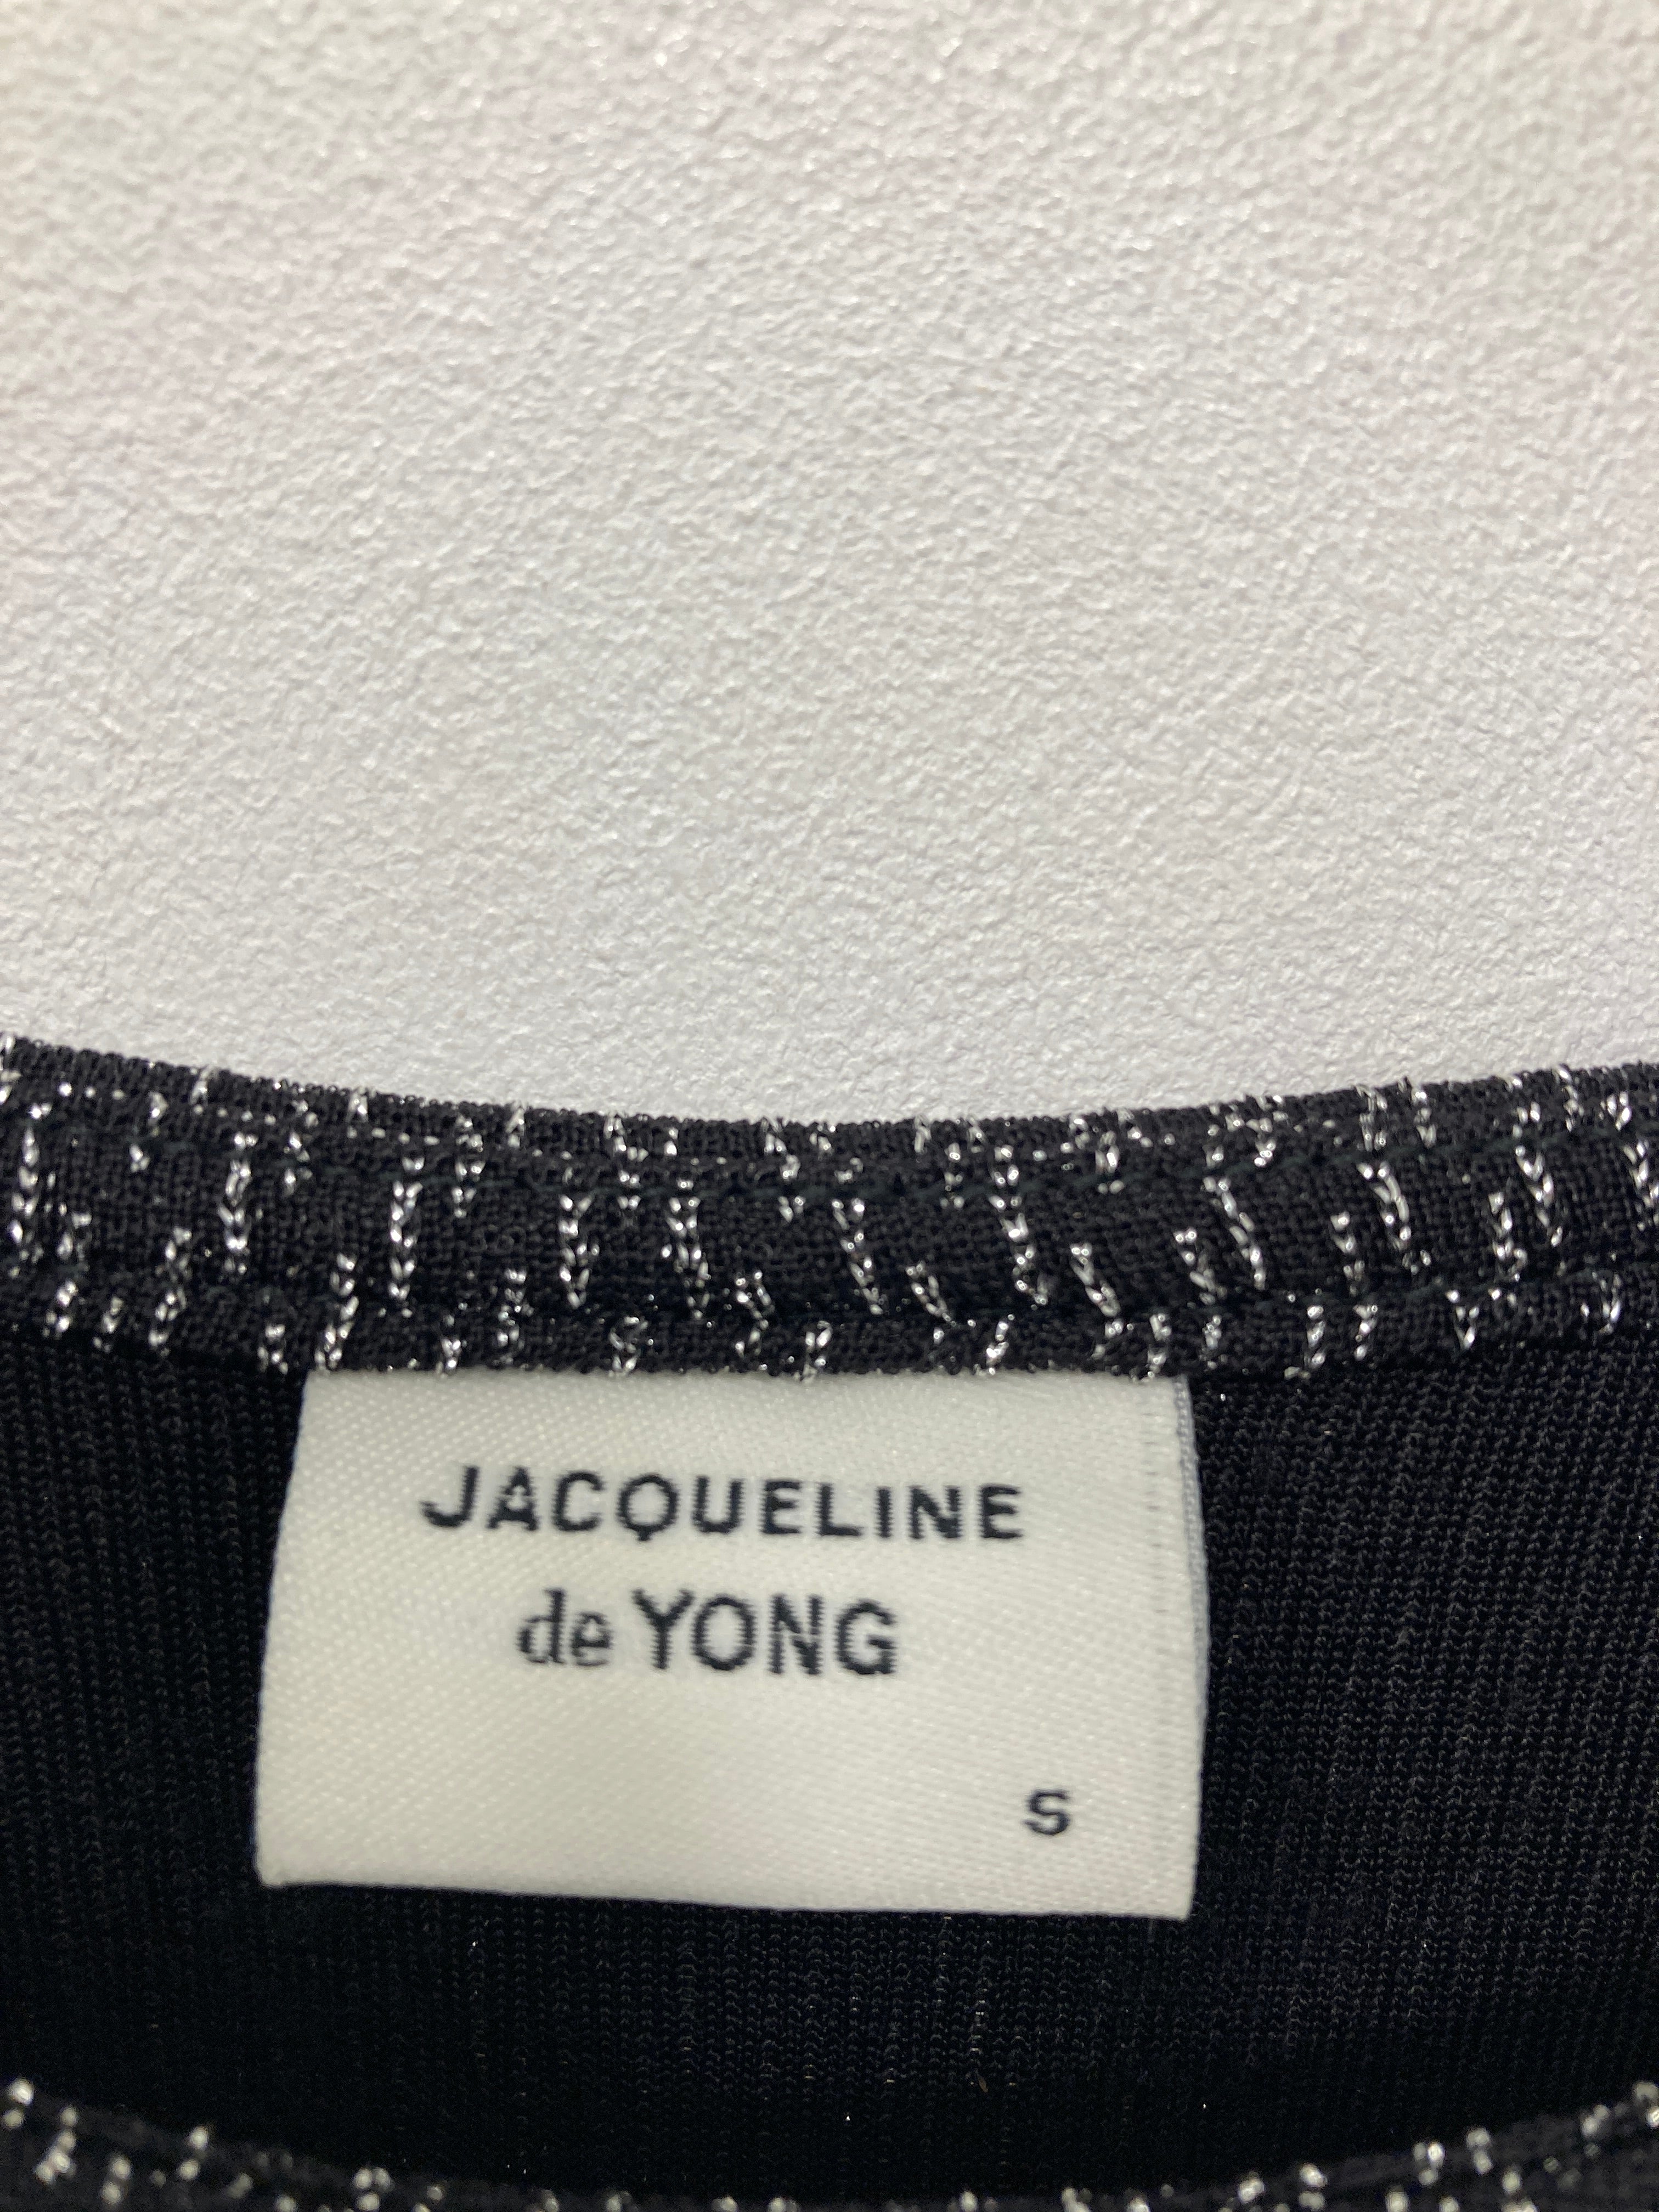 JACQUELINE
de YONG
S